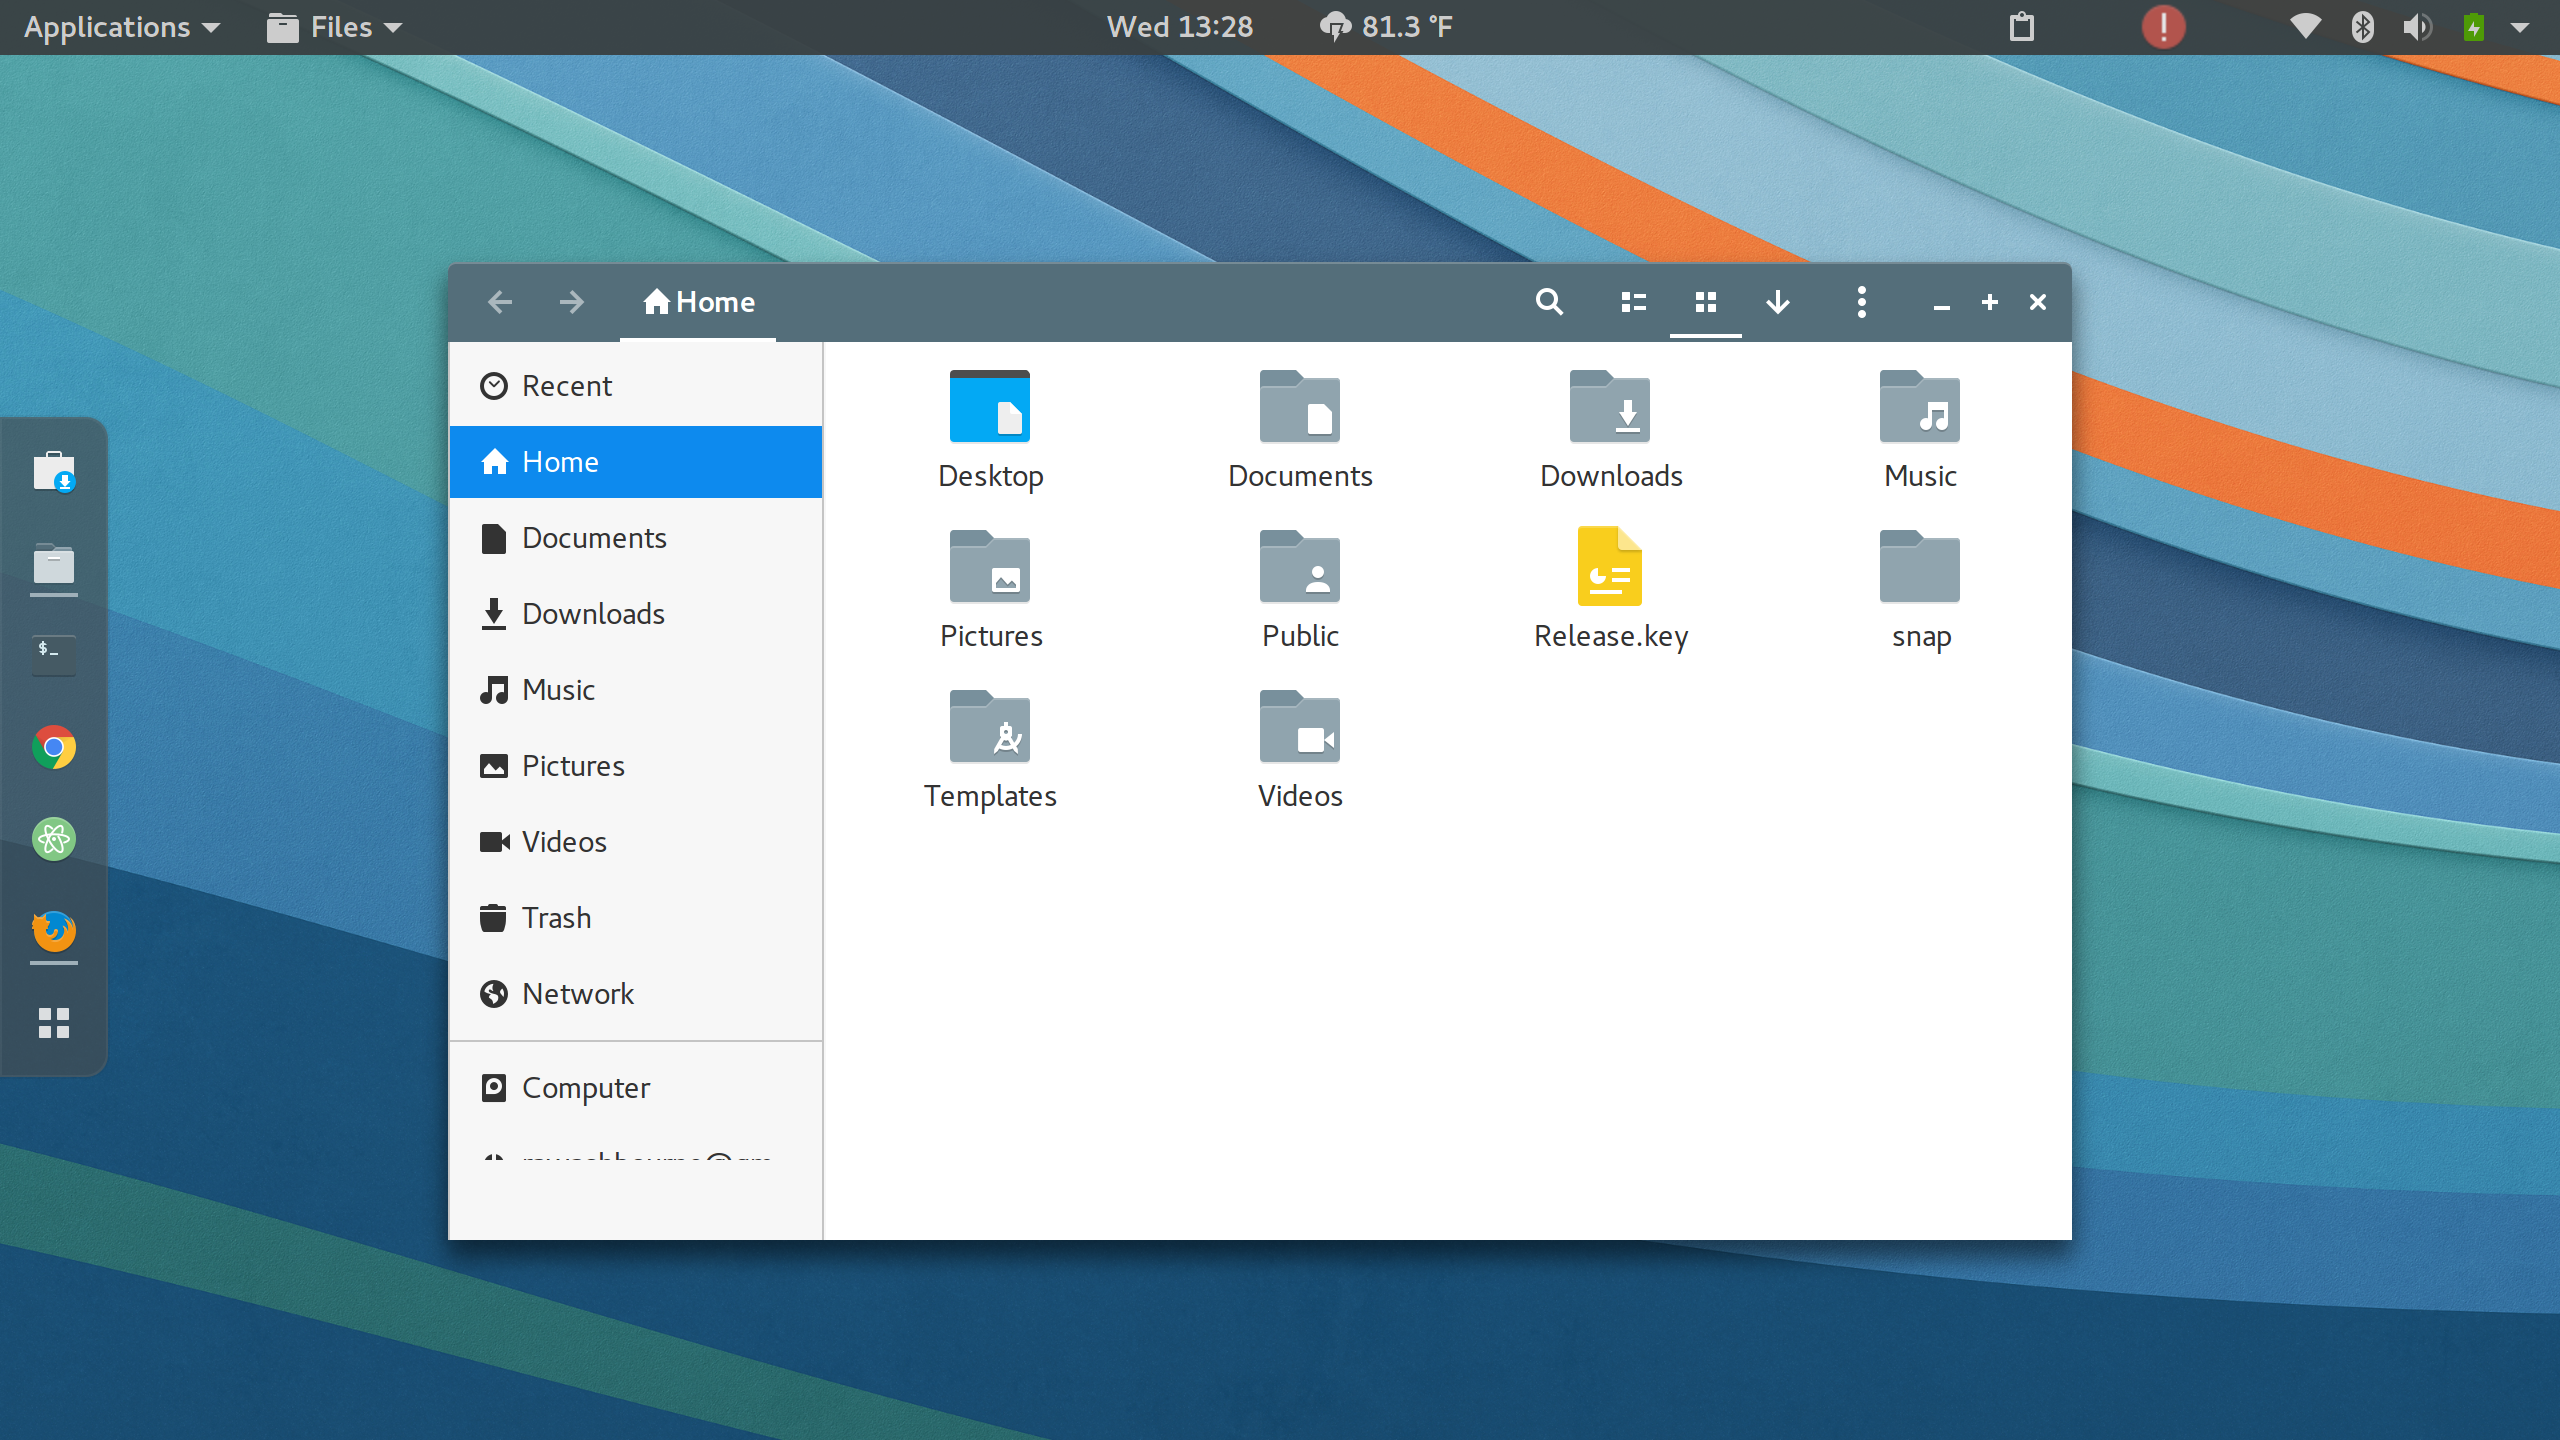 Applications
Files
Wed 13:28
81.3 °F
Home
Recent
Home
Documents
Downloads
Music
Pictures
Videos
Trash
Network
Computer
Desktop
Documents
Downloads
Music
Pictures
Public
Release.key
snap
Templates
Videos
$_